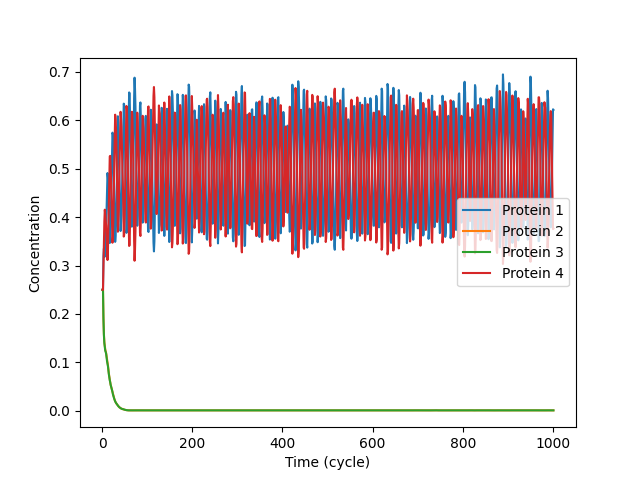 0.7
0.6
0.5
0.4
0.3
0.2
0.1
0.0
Concentration
Protein 1
Protein 2
Protein 3
Protein 4
0 200 400 600 800 1000
Time (cycle)